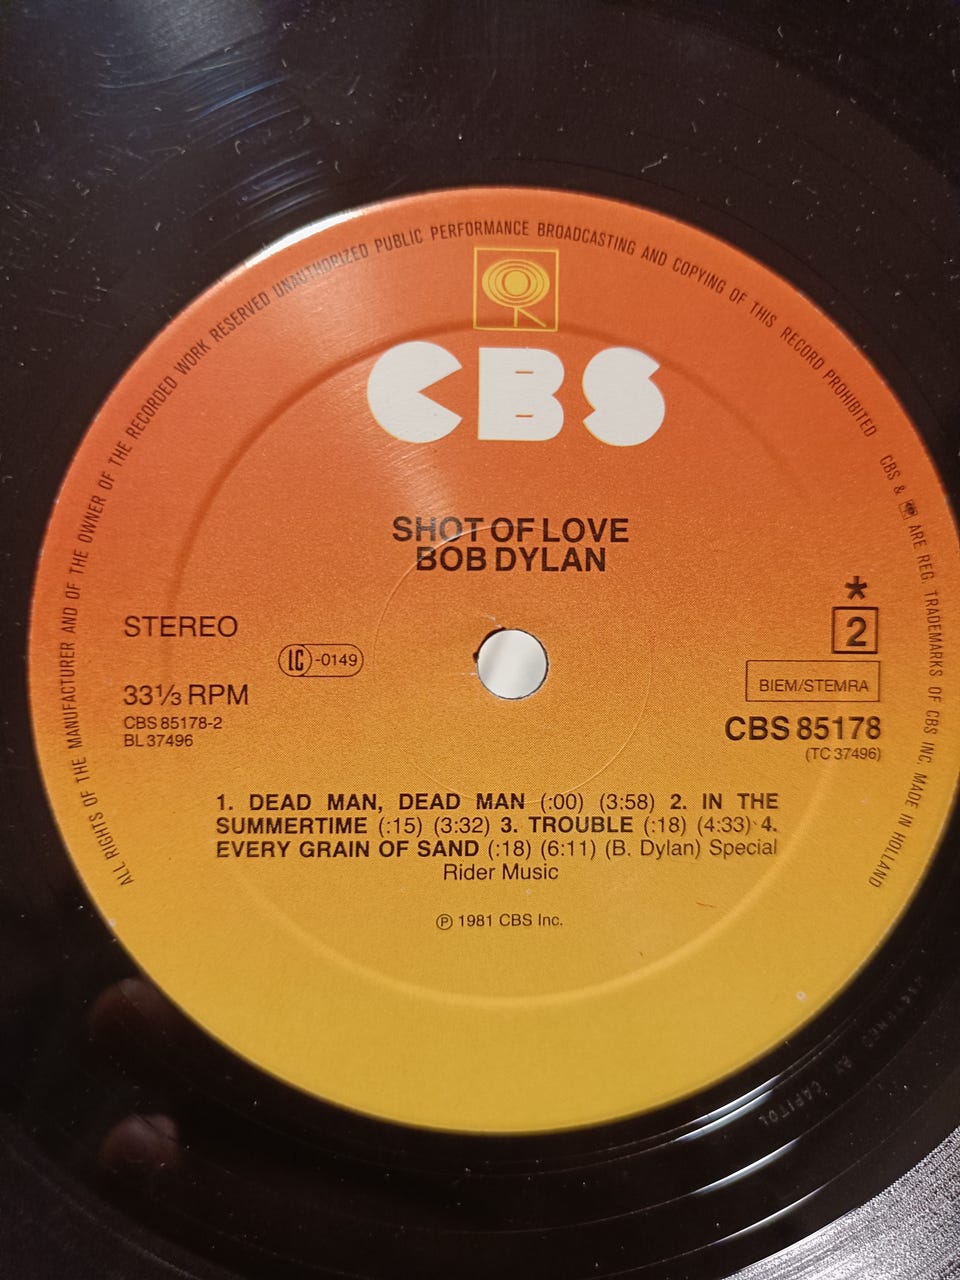 ALL RIGHTS OF THE MANUFACTURER AND OF THE OWNER OF THE RECORDED WORK RESERVED UNAUTHORIZED PUBLIC PERFORMANCE BROADCASTING AND COPYING OF THIS RECORD PROHIBITED CBS & ARE REG. TRADEMARKS OF CBS INC. MADE IN HOLLAND
CBS
SHOT OF LOVE
BOB DYLAN
STEREO
LC-0149
33⅓ RPM
CBS 85178-2
BL 37496
*
2
BIEM/STEMRA
CBS 85178
(TC 37496)
1. DEAD MAN, DEAD MAN (:00) (3:58) 2. IN THE
SUMMERTIME (:15) (3:32) 3. TROUBLE (:18) (4:33) 4.
EVERY GRAIN OF SAND (:18) (6:11) (B. Dylan) Special
Rider Music
℗ 1981 CBS Inc.
AT CAPITOL